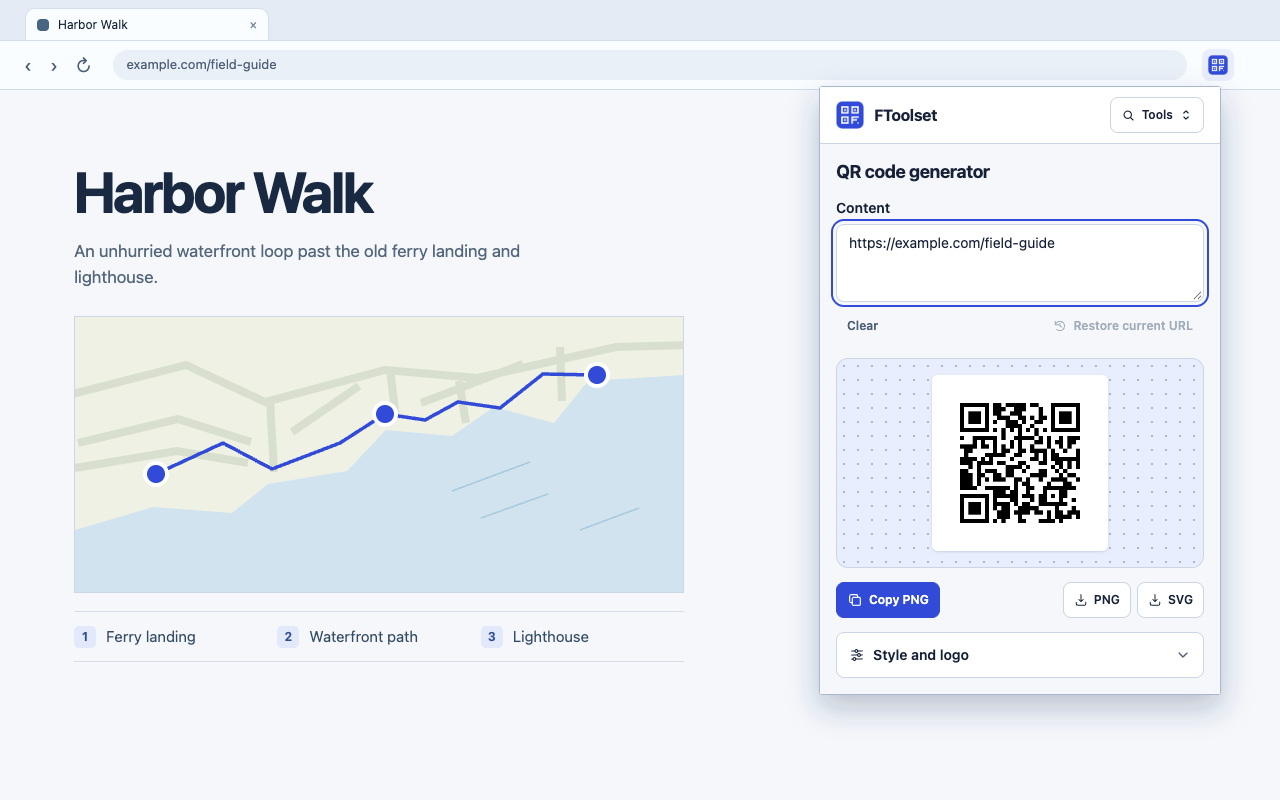 Harbor Walk
×
example.com/field-guide
FToolset
Tools
Harbor Walk
An unhurried waterfront loop past the old ferry landing and
lighthouse.
1 Ferry landing
2 Waterfront path
3 Lighthouse
QR code generator
Content
https://example.com/field-guide
Clear
Restore current URL
Copy PNG
PNG
SVG
Style and logo